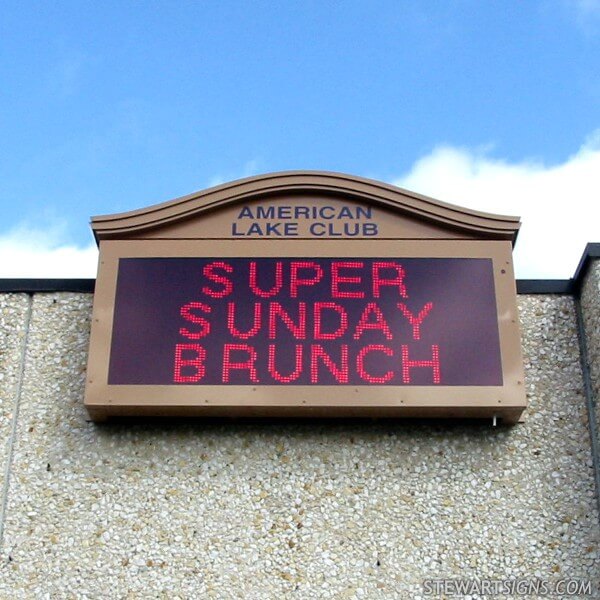 AMERICAN
LAKE CLUB
SUPER
SUNDAY
BRUNCH
STEWARTSIGNS.COM